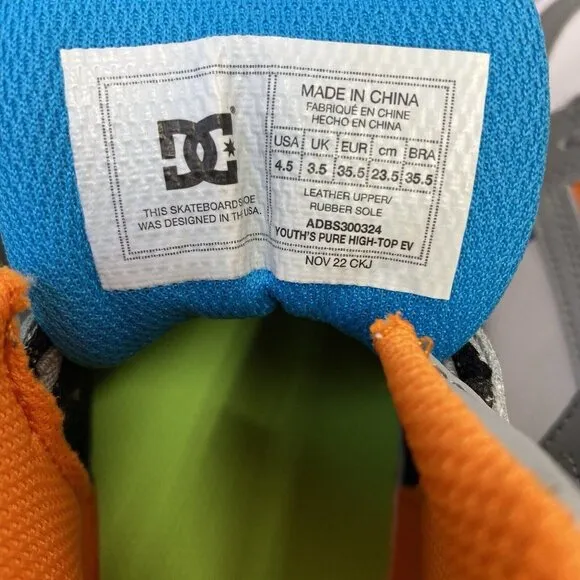 DC®
THIS SKATEBOARD SHOE
WAS DESIGNED IN THE USA.
MADE IN CHINA
FABRIQUÉ EN CHINE
HECHO EN CHINA
USA UK EUR cm BRA
4.5 3.5 35.5 23.5 35.5
LEATHER UPPER/
RUBBER SOLE
ADBS300324
YOUTH'S PURE HIGH-TOP EV
NOV 22 CKJ